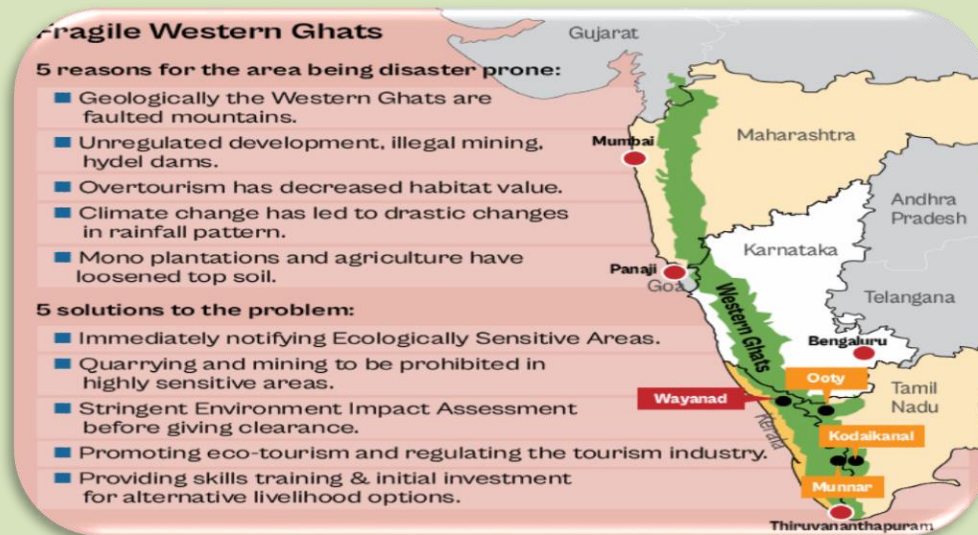 Fragile Western Ghats
5 reasons for the area being disaster prone:
Geologically the Western Ghats are
faulted mountains.
Unregulated development, illegal mining,
hydel dams.
Overtourism has decreased habitat value.
Climate change has led to drastic changes
in rainfall pattern.
Mono plantations and agriculture have
loosened top soil.
5 solutions to the problem:
Immediately notifying Ecologically Sensitive Areas.
Quarrying and mining to be prohibited in
highly sensitive areas.
Stringent Environment Impact Assessment
before giving clearance.
Promoting eco-tourism and regulating the tourism industry.
Providing skills training & initial investment
for alternative livelihood options.
Gujarat
Maharashtra
Mumbai
Andhra
Pradesh
Karnataka
Panaji
Goa
Telangana
Western Ghats
Bengaluru
Ooty
Wayanad
Tamil
Nadu
Kerala
Kodaikanal
Munnar
Thiruvananthapuram